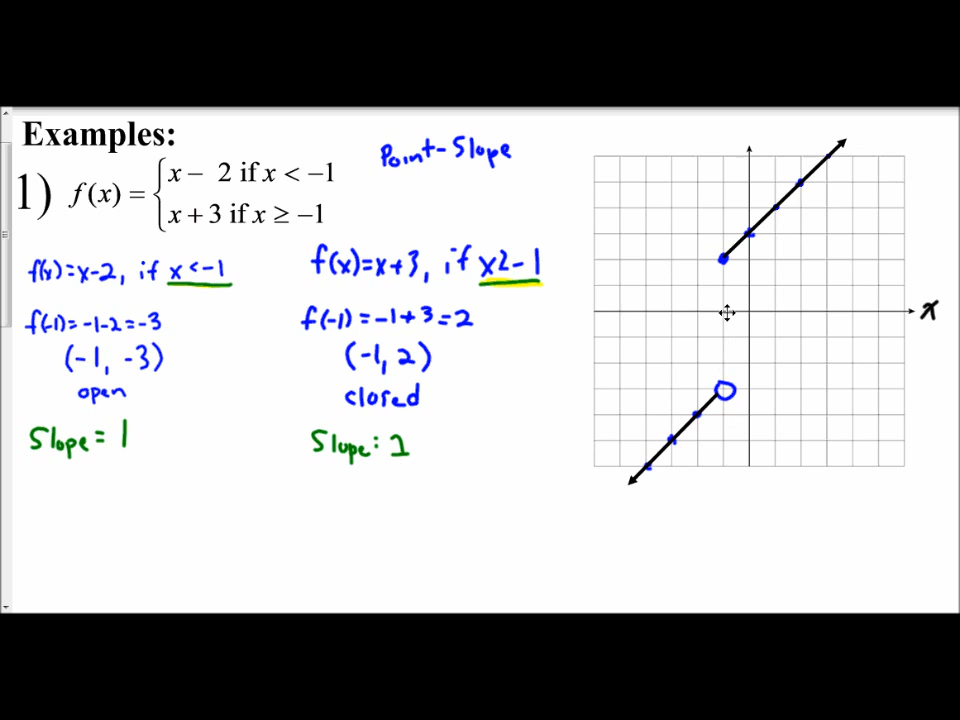 Examples:
Point-Slope
1) f(x) = { x − 2 if x < −1
x + 3 if x ≥ −1
f(x)=x-2, if x<-1
f(-1)=-1-2=-3
(-1, -3)
open
Slope = 1
f(x)=x+3, if x≥-1
f(-1)=-1+3=2
(-1, 2)
closed
Slope: 1
x